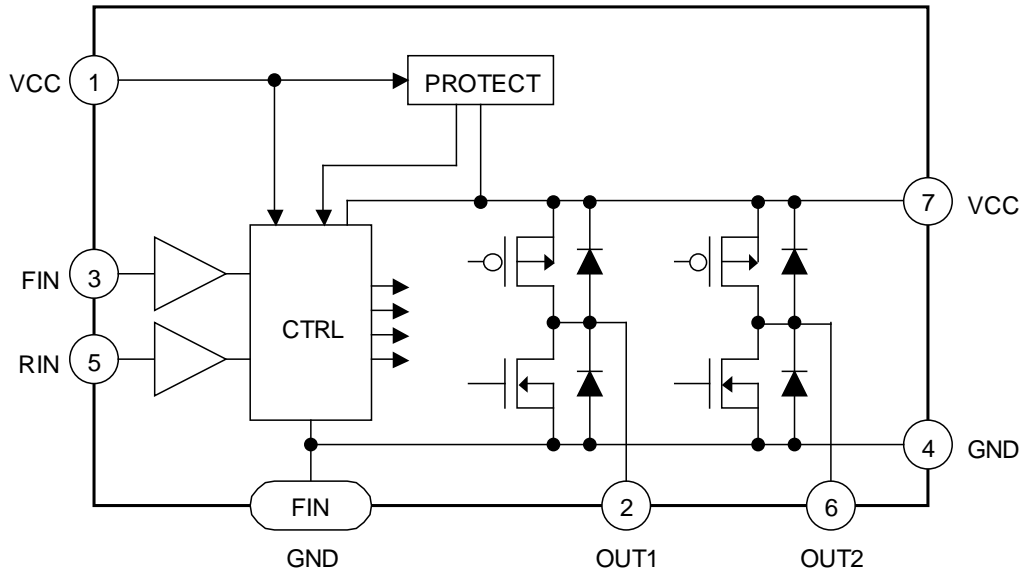 VCC 1
PROTECT
7 VCC
FIN 3
CTRL
RIN 5
4 GND
FIN
2
6
GND
OUT1
OUT2